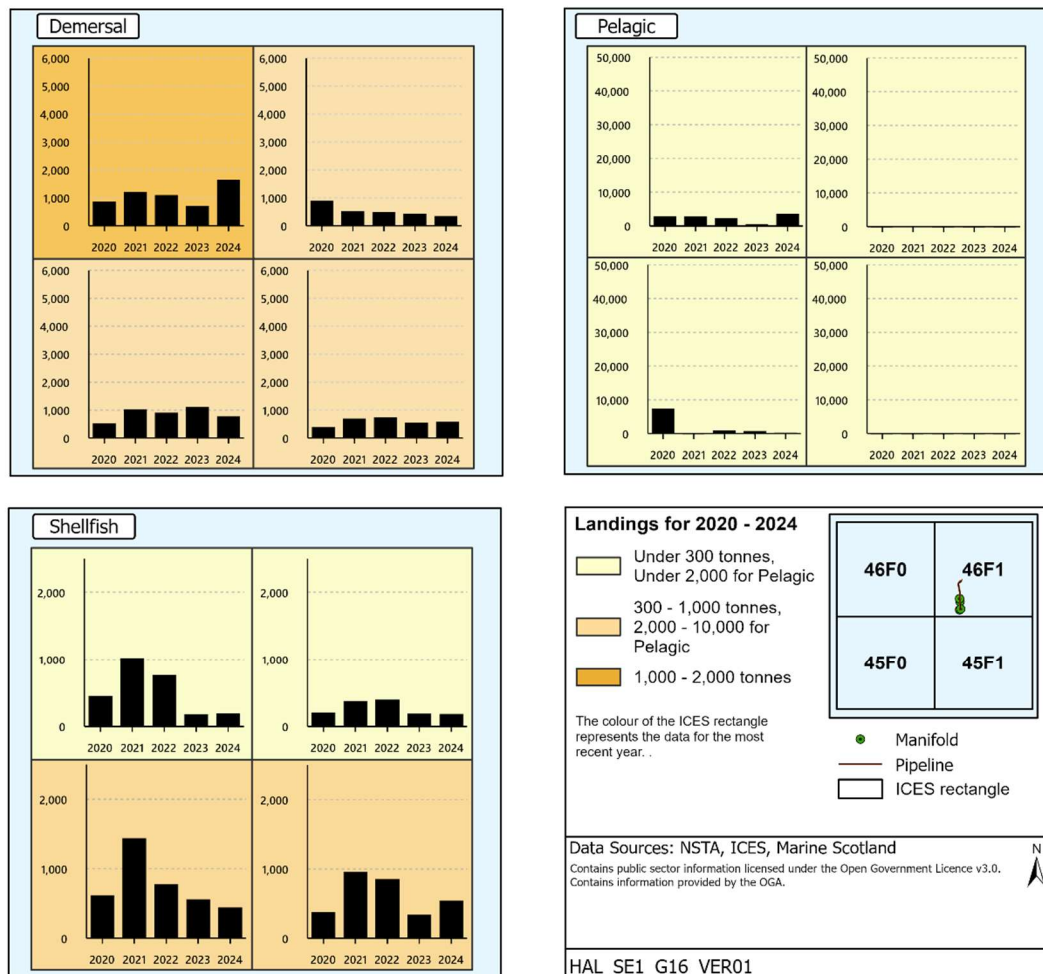 Demersal
6,000
5,000
4,000
3,000
2,000
1,000
0
2020 2021 2022 2023 2024
6,000
5,000
4,000
3,000
2,000
1,000
0
2020 2021 2022 2023 2024
6,000
5,000
4,000
3,000
2,000
1,000
0
2020 2021 2022 2023 2024
6,000
5,000
4,000
3,000
2,000
1,000
0
2020 2021 2022 2023 2024
Pelagic
50,000
40,000
30,000
20,000
10,000
0
2020 2021 2022 2023 2024
50,000
40,000
30,000
20,000
10,000
0
2020 2021 2022 2023 2024
50,000
40,000
30,000
20,000
10,000
0
2020 2021 2022 2023 2024
50,000
40,000
30,000
20,000
10,000
0
2020 2021 2022 2023 2024
Shellfish
2,000
1,000
0
2020 2021 2022 2023 2024
2,000
1,000
0
2020 2021 2022 2023 2024
2,000
1,000
0
2020 2021 2022 2023 2024
2,000
1,000
0
2020 2021 2022 2023 2024
Landings for 2020 - 2024
Under 300 tonnes,
Under 2,000 for Pelagic
300 - 1,000 tonnes,
2,000 - 10,000 for
Pelagic
1,000 - 2,000 tonnes
The colour of the ICES rectangle
represents the data for the most
recent year. .
46F0 46F1
45F0 45F1
Manifold
Pipeline
ICES rectangle
Data Sources: NSTA, ICES, Marine Scotland
Contains public sector information licensed under the Open Government Licence v3.0.
Contains information provided by the OGA.
N
HAL_SE1_G16_VER01